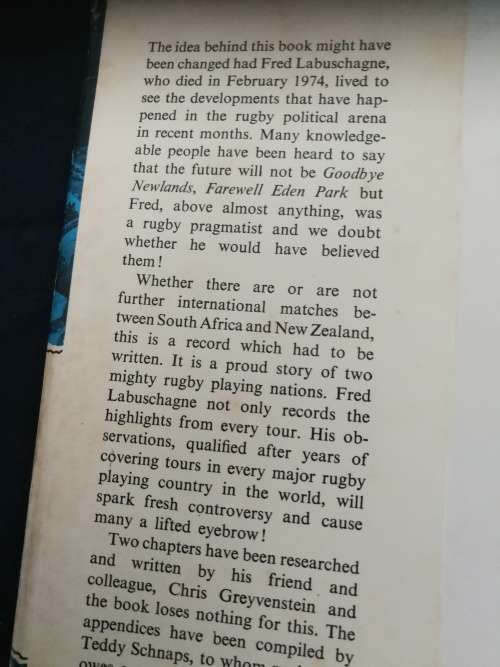 The idea behind this book might have
been changed had Fred Labuschagne,
who died in February 1974, lived to
see the developments that have hap-
pened in the rugby political arena
in recent months. Many knowledge-
able people have been heard to say
that the future will not be Goodbye
Newlands, Farewell Eden Park but
Fred, above almost anything, was
a rugby pragmatist and we doubt
whether he would have believed
them!
Whether there are or are not
further international matches be-
tween South Africa and New Zealand,
this is a record which had to be
written. It is a proud story of two
mighty rugby playing nations. Fred
Labuschagne not only records the
highlights from every tour. His ob-
servations, qualified after years of
covering tours in every major rugby
playing country in the world, will
spark fresh controversy and cause
many a lifted eyebrow!
Two chapters have been researched
and written by his friend and
colleague, Chris Greyvenstein and
the book loses nothing for this. The
appendices have been compiled by
Teddy Schnaps, to whom